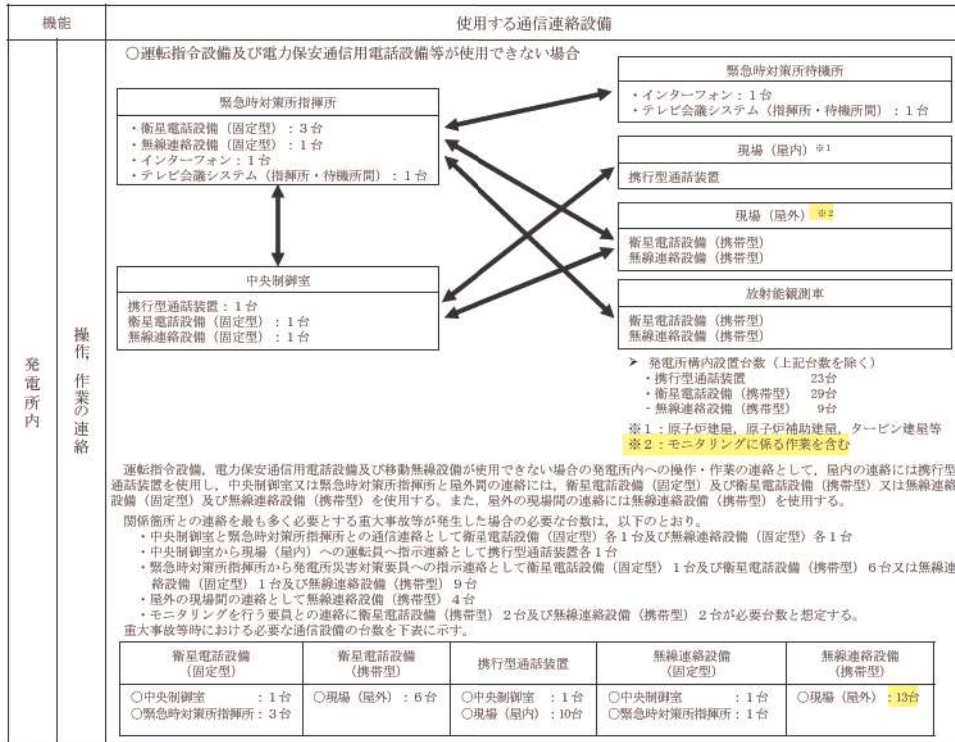 機能
使用する通信連絡設備
発電所内
操作，作業の連絡
○運転指令設備及び電力保安通信用電話設備等が使用できない場合
緊急時対策所指揮所
・衛星電話設備（固定型）：3台
・無線連絡設備（固定型）：1台
・インターフォン：1台
・テレビ会議システム（指揮所・待機所間）：1台
中央制御室
携行型通話装置：1台
衛星電話設備（固定型）：1台
無線連絡設備（固定型）：1台
緊急時対策所待機所
・インターフォン：1台
・テレビ会議システム（指揮所・待機所間）：1台
現場（屋内）※1
携行型通話装置
現場（屋外）※2
衛星電話設備（携帯型）
無線連絡設備（携帯型）
放射能観測車
衛星電話設備（携帯型）
無線連絡設備（携帯型）
➤ 発電所構内設置台数（上記台数を除く）
・携行型通話装置 23台
・衛星電話設備（携帯型） 29台
-無線連絡設備（携帯型） 9台
※1：原子炉建屋，原子炉補助建屋，タービン建屋等
※2：モニタリングに係る作業を含む
運転指令設備，電力保安通信用電話設備及び移動無線設備が使用できない場合の発電所内への操作・作業の連絡として，屋内の連絡には携行型
通話装置を使用し，中央制御室又は緊急時対策所指揮所と屋外間の連絡には，衛星電話設備（固定型）及び衛星電話設備（携帯型）又は無線連絡
設備（固定型）及び無線連絡設備（携帯型）を使用する。また，屋外の現場間の連絡には無線連絡設備（携帯型）を使用する。
関係箇所との連絡を最も多く必要とする重大事故等が発生した場合の必要な台数は，以下のとおり。
・中央制御室と緊急時対策所指揮所との通信連絡として衛星電話設備（固定型）各1台及び無線連絡設備（固定型）各1台
・中央制御室から現場（屋内）への運転員へ指示連絡として携行型通話装置各1台
・緊急時対策所指揮所から発電所災害対策要員への指示連絡として衛星電話設備（固定型）1台及び衛星電話設備（携帯型）6台又は無線連
絡設備（固定型）1台及び無線連絡設備（携帯型）9台
・屋外の現場間の連絡として無線連絡設備（携帯型）4台
・モニタリングを行う要員との連絡に衛星電話設備（携帯型）2台及び無線連絡設備（携帯型）2台が必要台数と想定する。
重大事故等時における必要な通信設備の台数を下表に示す。
衛星電話設備
（固定型）
衛星電話設備
（携帯型）
携行型通話装置
無線連絡設備
（固定型）
無線連絡設備
（携帯型）
○中央制御室 ：1台
○緊急時対策所指揮所：3台
○現場（屋外）：6台
○中央制御室 ：1台
○現場（屋内）：10台
○中央制御室 ：1台
○緊急時対策所指揮所：1台
○現場（屋外）：13台